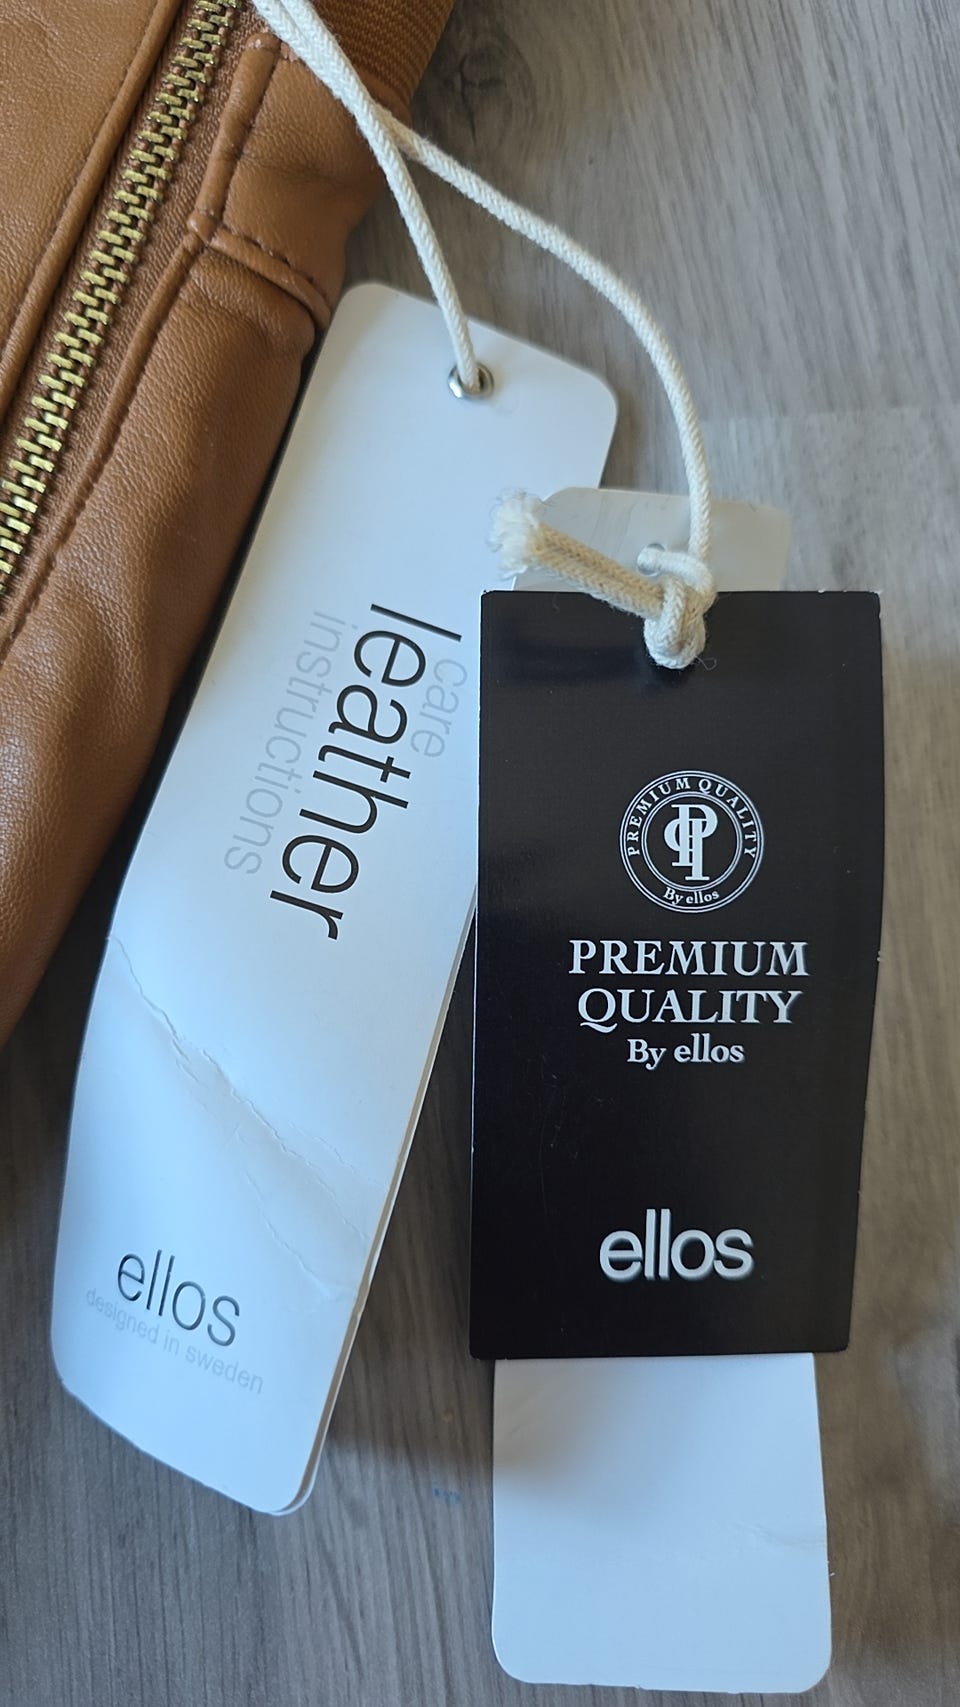 care
leather
instructions
ellos
designed in sweden
PREMIUM QUALITY
By ellos
PREMIUM
QUALITY
By ellos
ellos